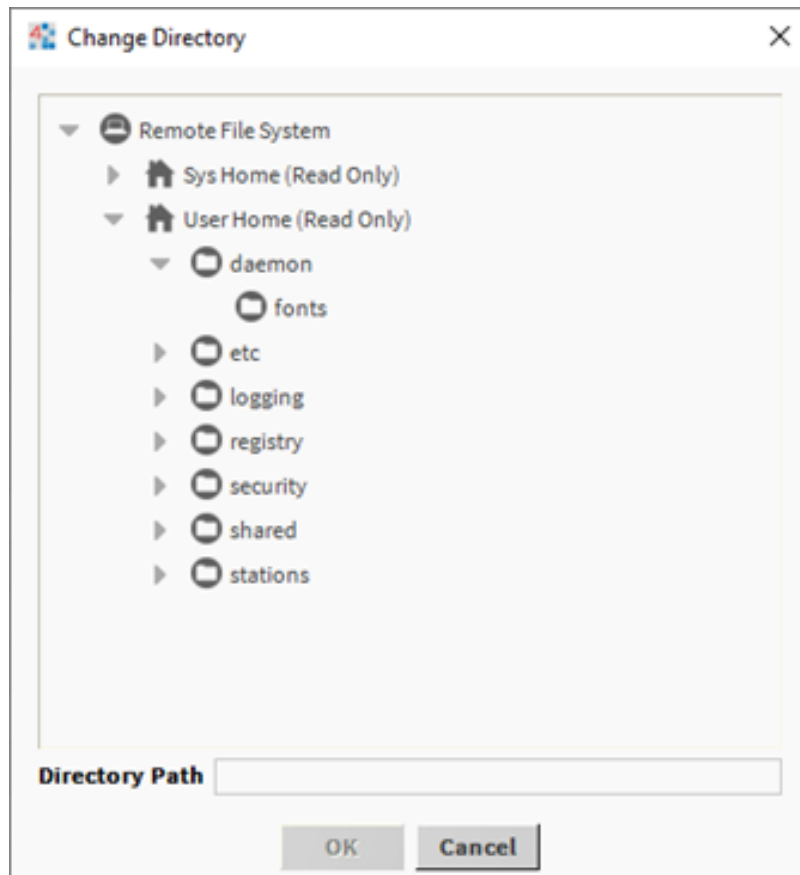 Change Directory
Remote File System
Sys Home (Read Only)
User Home (Read Only)
daemon
fonts
etc
logging
registry
security
shared
stations
Directory Path
OK Cancel